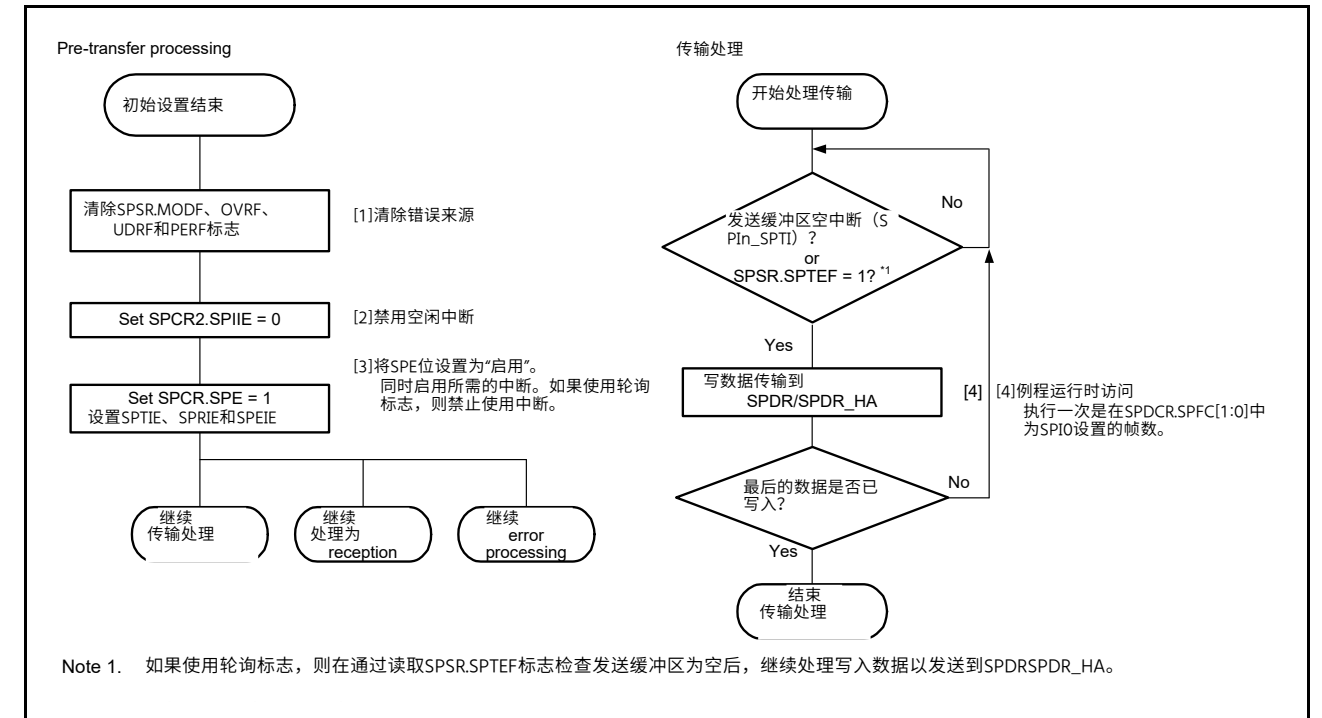 Pre-transfer processing
初始设置结束
清除SPSR.MODF、OVRF、
UDRF和PERF标志
[1]清除错误来源
Set SPCR2.SPIIE = 0
[2]禁用空闲中断
Set SPCR.SPE = 1
设置SPTIE、SPRIE和SPEIE
[3]将SPE位设置为“启用”。
同时启用所需的中断。如果使用轮询
标志，则禁止使用中断。
继续
传输处理
继续
处理为
reception
继续
error
processing
传输处理
开始处理传输
发送缓冲区空中断（S
PIn_SPTI）?
or
SPSR.SPTEF = 1? *1
No
Yes
写数据传输到
SPDR/SPDR_HA
[4]
[4]例程运行时访问
执行一次是在SPDCR.SPFC[1:0]中
为SPI0设置的帧数。
最后的数据是否已
写入?
No
Yes
结束
传输处理
Note 1. 如果使用轮询标志，则在通过读取SPSR.SPTEF标志检查发送缓冲区为空后，继续处理写入数据以发送到SPDRSPDR_HA。